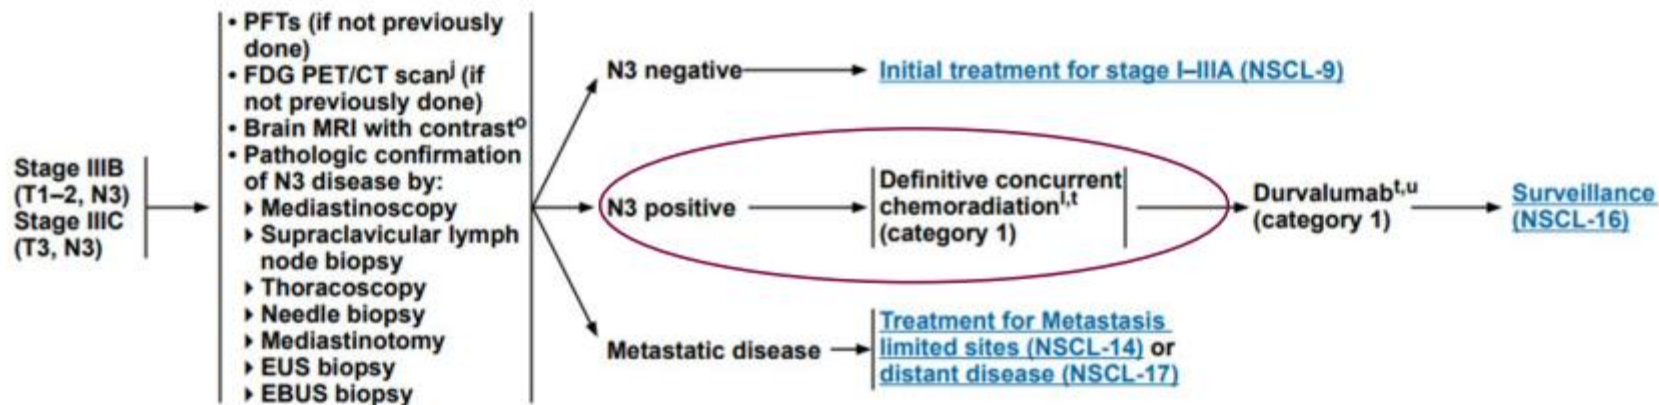 Stage IIIB
(T1–2, N3)
Stage IIIC
(T3, N3)
• PFTs (if not previously
done)
• FDG PET/CT scanj (if
not previously done)
• Brain MRI with contrasto
• Pathologic confirmation
of N3 disease by:
▸ Mediastinoscopy
▸ Supraclavicular lymph
node biopsy
▸ Thoracoscopy
▸ Needle biopsy
▸ Mediastinotomy
▸ EUS biopsy
▸ EBUS biopsy
N3 negative
Initial treatment for stage I–IIIA (NSCL-9)
N3 positive
Definitive concurrent
chemoradiationl,t
(category 1)
Durvalumabt,u
(category 1)
Surveillance
(NSCL-16)
Metastatic disease
Treatment for Metastasis
limited sites (NSCL-14) or
distant disease (NSCL-17)